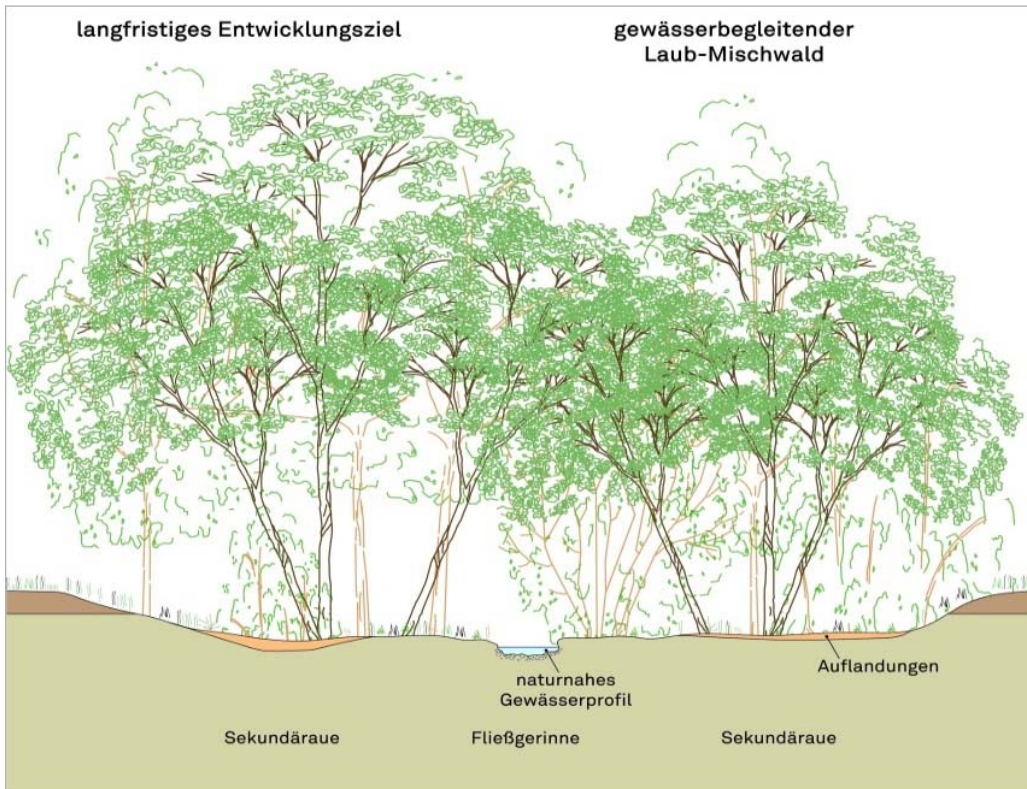 langfristiges Entwicklungsziel
gewässerbegleitender
Laub-Mischwald
Auflandungen
naturnahes
Gewässerprofil
Sekundäraue
Fließgerinne
Sekundäraue